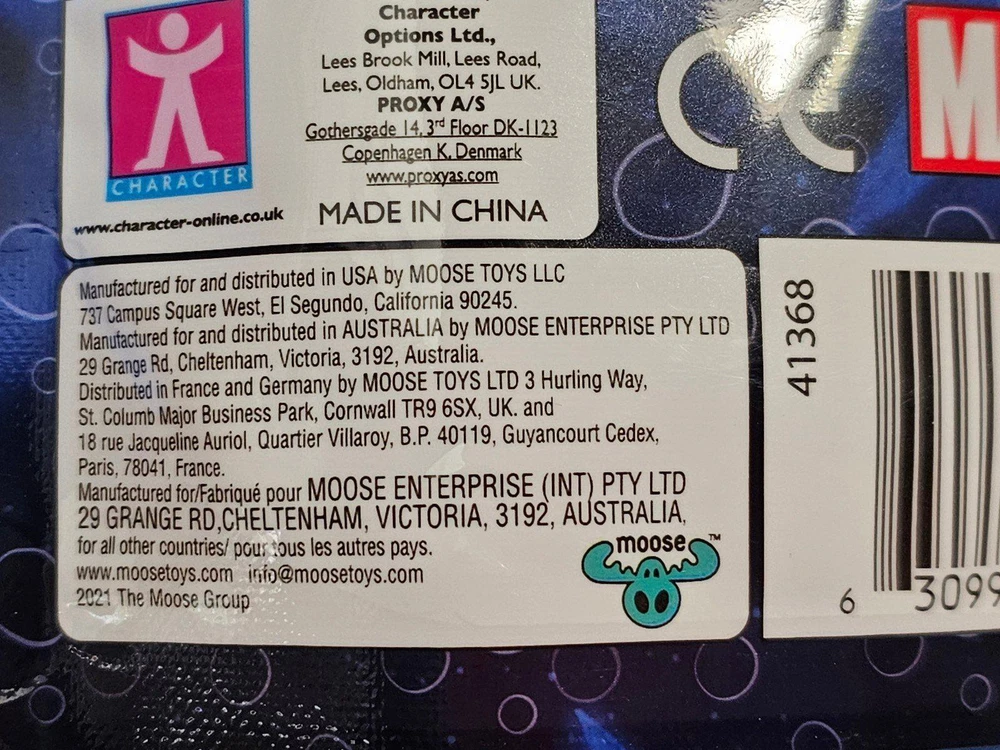 Character
Options Ltd.,
Lees Brook Mill, Lees Road,
Lees, Oldham, OL4 5JL UK.
PROXY A/S
Gothersgade 14, 3rd Floor DK-1123
Copenhagen K, Denmark
www.proxyas.com
MADE IN CHINA
CHARACTER
www.character-online.co.uk
CE
M
Manufactured for and distributed in USA by MOOSE TOYS LLC
737 Campus Square West, El Segundo, California 90245.
Manufactured for and distributed in AUSTRALIA by MOOSE ENTERPRISE PTY LTD
29 Grange Rd, Cheltenham, Victoria, 3192, Australia.
Distributed in France and Germany by MOOSE TOYS LTD 3 Hurling Way,
St. Columb Major Business Park, Cornwall TR9 6SX, UK. and
18 rue Jacqueline Auriol, Quartier Villaroy, B.P. 40119, Guyancourt Cedex,
Paris, 78041, France.
Manufactured for/Fabriqué pour MOOSE ENTERPRISE (INT) PTY LTD
29 GRANGE RD,CHELTENHAM, VICTORIA, 3192, AUSTRALIA,
for all other countries/ pour tous les autres pays.
www.moosetoys.com info@moosetoys.com
2021 The Moose Group
moose™
41368
6 3099